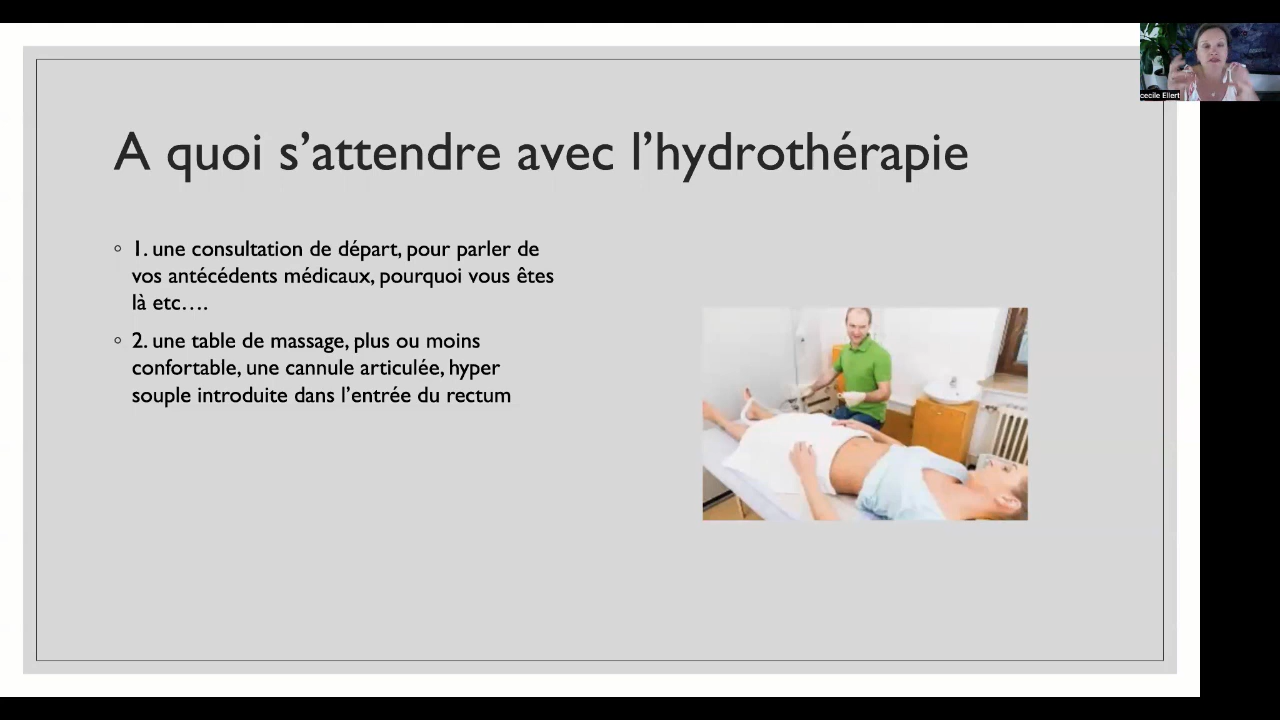 cecile Ellert
A quoi s’attendre avec l’hydrothérapie
◦ 1. une consultation de départ, pour parler de
vos antécédents médicaux, pourquoi vous êtes
là etc….
◦ 2. une table de massage, plus ou moins
confortable, une cannule articulée, hyper
souple introduite dans l’entrée du rectum